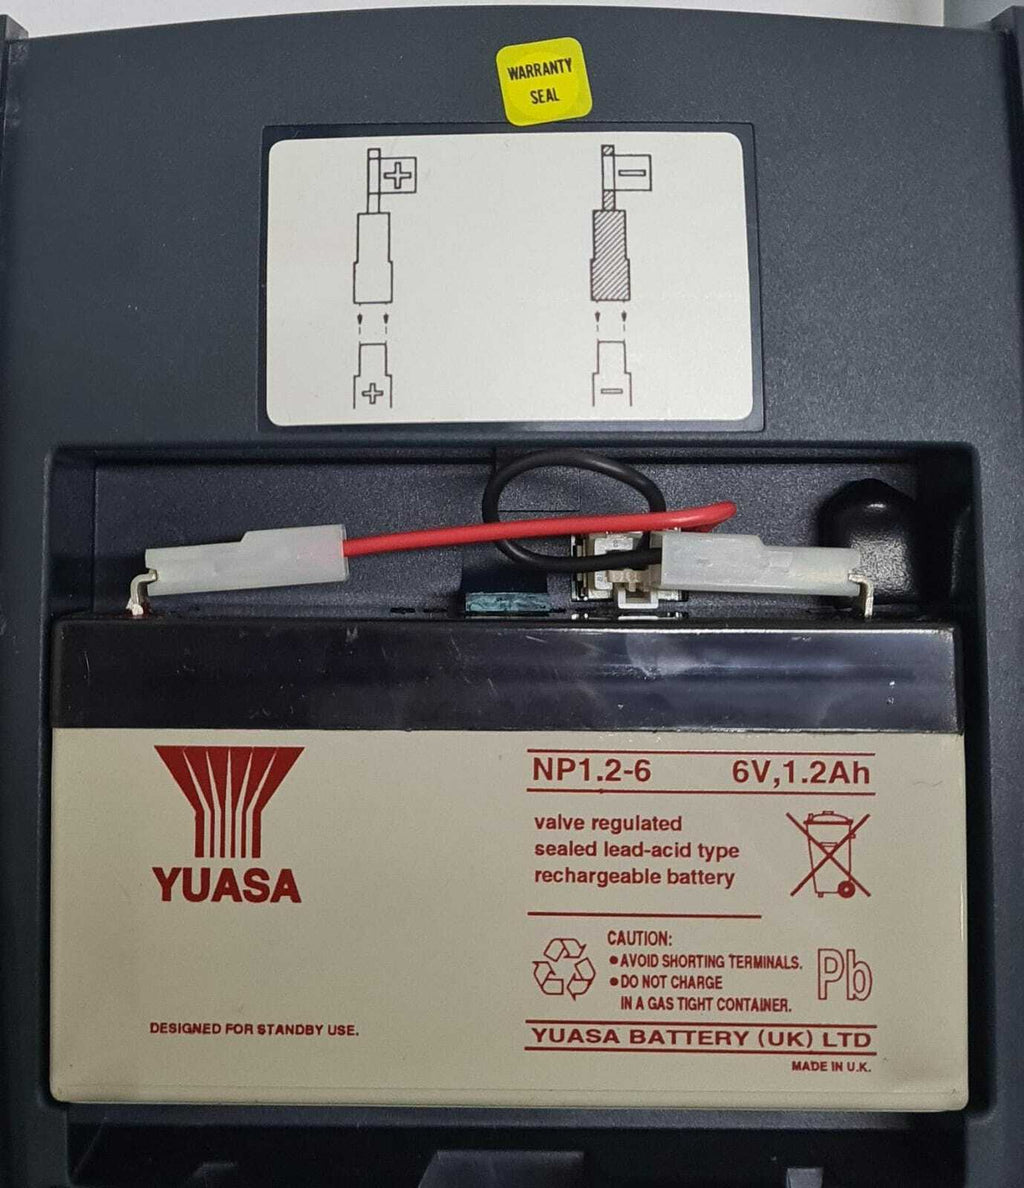 WARRANTY
SEAL
+
−
+
−
YUASA
NP1.2-6 6V,1.2Ah
valve regulated
sealed lead-acid type
rechargeable battery
CAUTION:
•AVOID SHORTING TERMINALS.
•DO NOT CHARGE
IN A GAS TIGHT CONTAINER.
Pb
DESIGNED FOR STANDBY USE.
YUASA BATTERY (UK) LTD
MADE IN U.K.